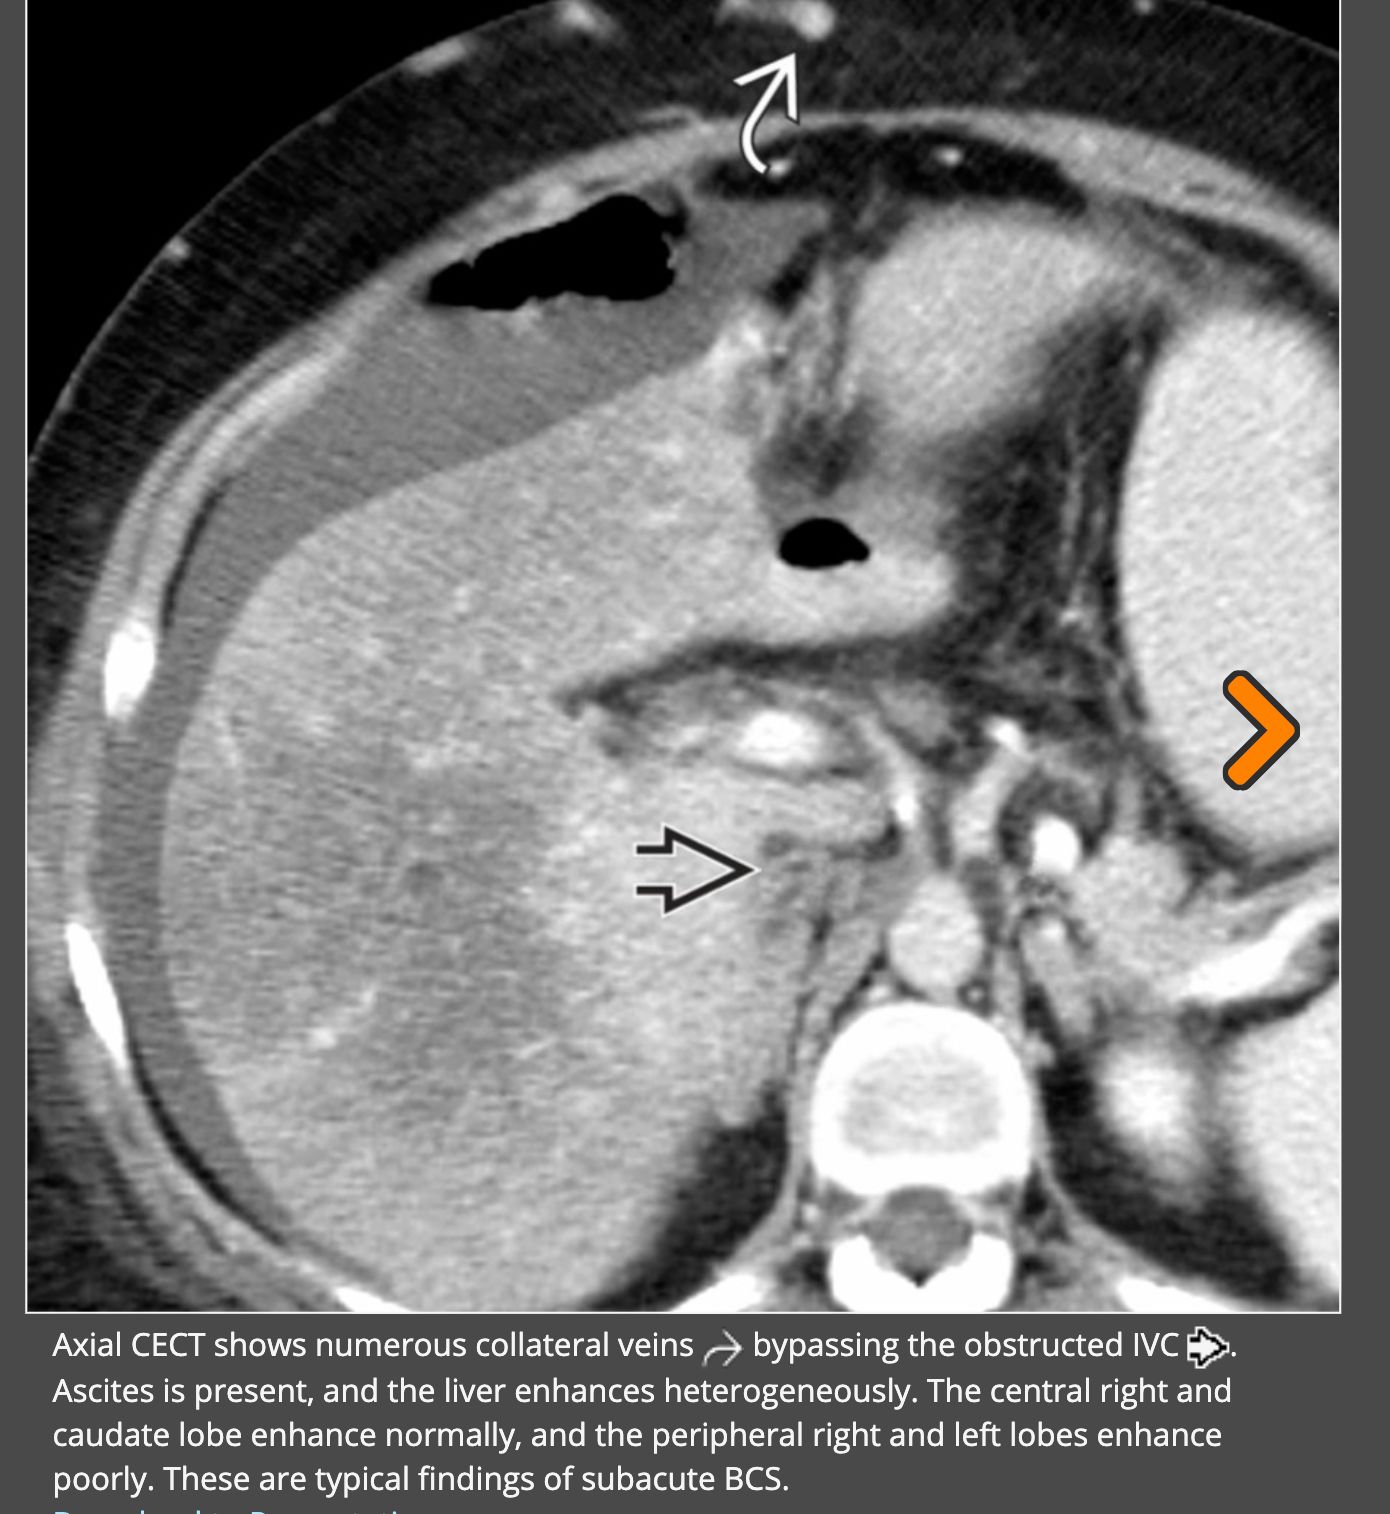 Axial CECT shows numerous collateral veins bypassing the obstructed IVC.
Ascites is present, and the liver enhances heterogeneously. The central right and
caudate lobe enhance normally, and the peripheral right and left lobes enhance
poorly. These are typical findings of subacute BCS.